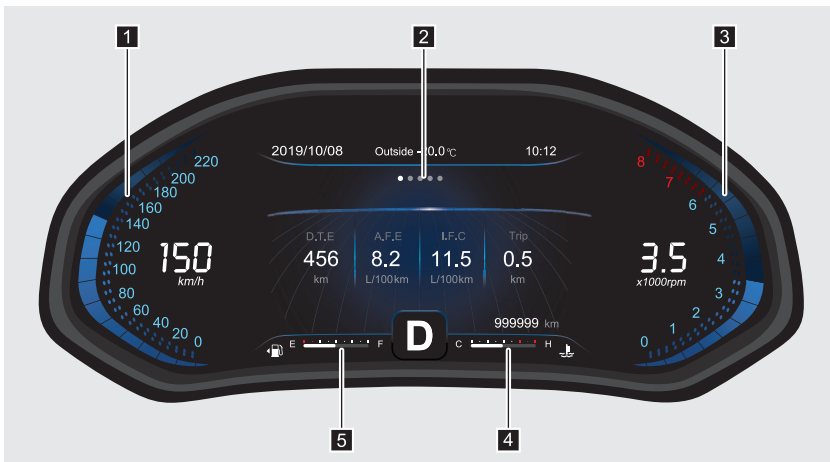 1 2 3
2019/10/08 Outside -20.0℃ 10:12
220
200
180
160
140
120
100
80
60
40
20
0
150
km/h
D.T.E A.F.E I.F.C Trip
456 8.2 11.5 0.5
km L/100km L/100km km
8
7
6
5
4
3
2
1
0
3.5
x1000rpm
999999 km
E F D C H
5 4